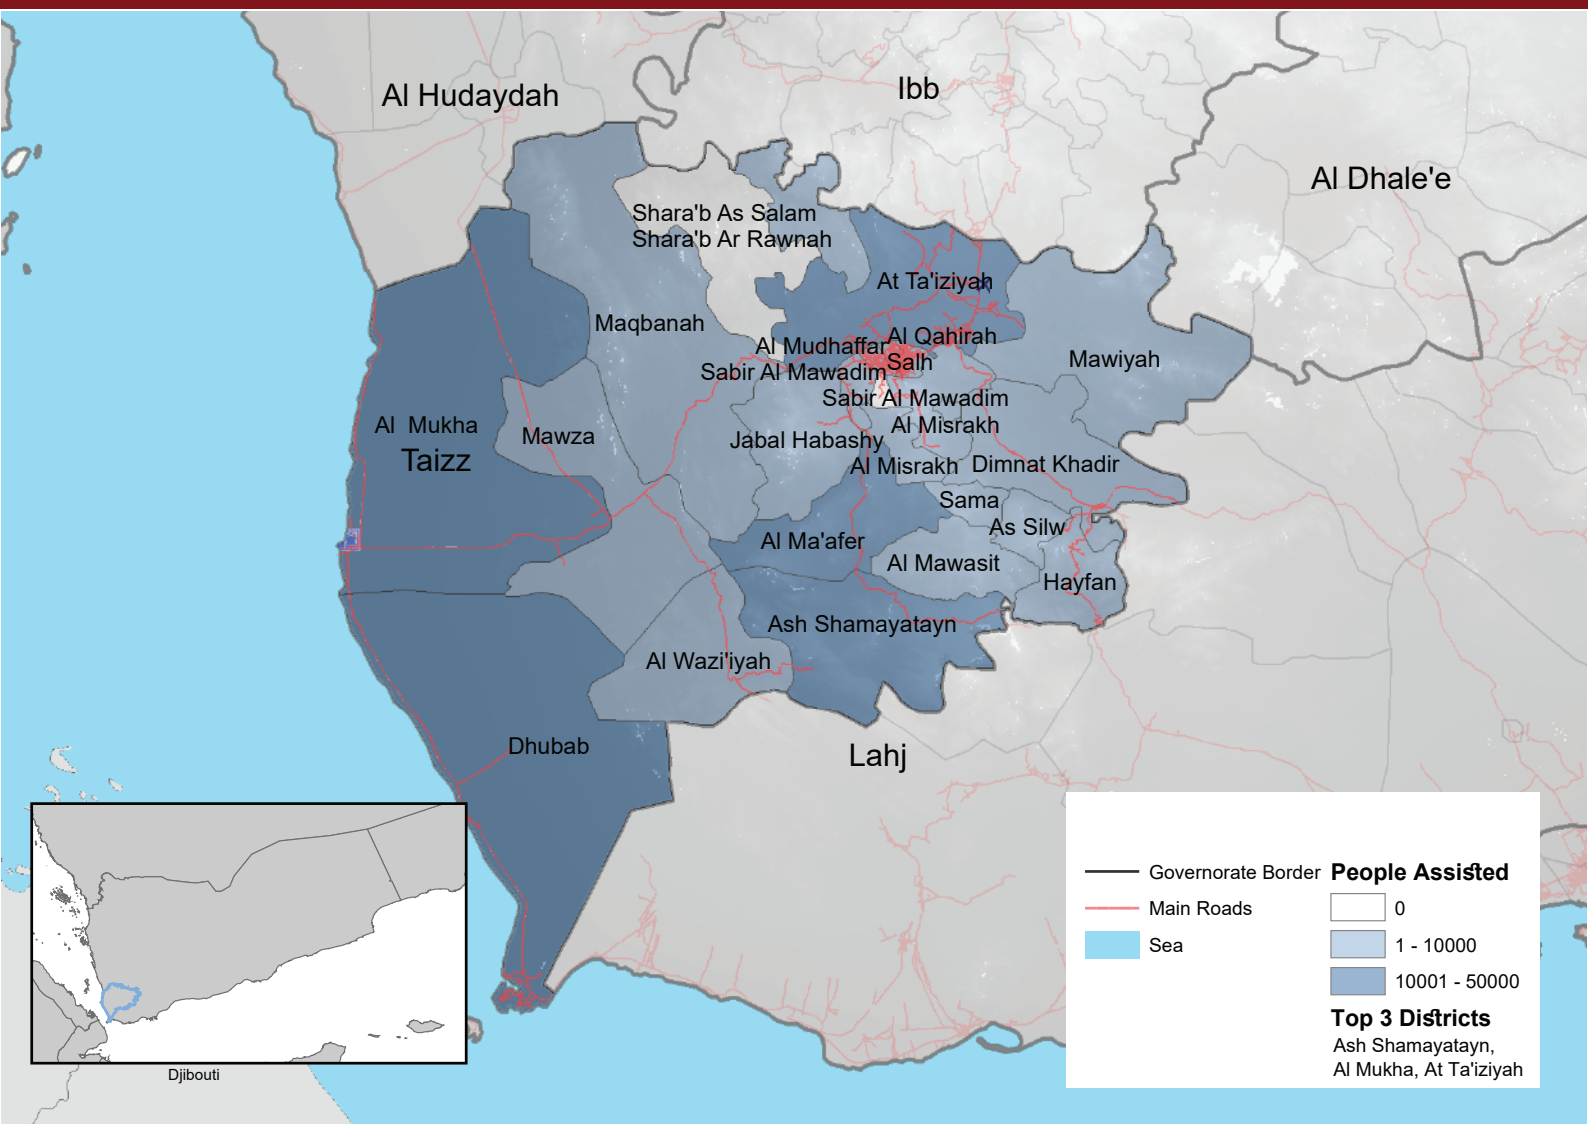 Al Hudaydah
Ibb
Al Dhale'e
Shara'b As Salam
Shara'b Ar Rawnah
At Ta'iziyah
Maqbanah
Al Mudhaffar
Al Qahirah
Mawiyah
Sabir Al Mawadim
Salh
Sabir Al Mawadim
Al Mukha
Al Misrakh
Mawza
Jabal Habashy
Taizz
Al Misrakh
Dimnat Khadir
Sama
As Silw
Al Ma'afer
Al Mawasit
Hayfan
Ash Shamayatayn
Al Wazi'iyah
Dhubab
Lahj
Governorate Border
Main Roads
Sea
People Assisted
0
1 - 10000
10001 - 50000
Top 3 Districts
Ash Shamayatayn,
Al Mukha, At Ta'iziyah
Djibouti